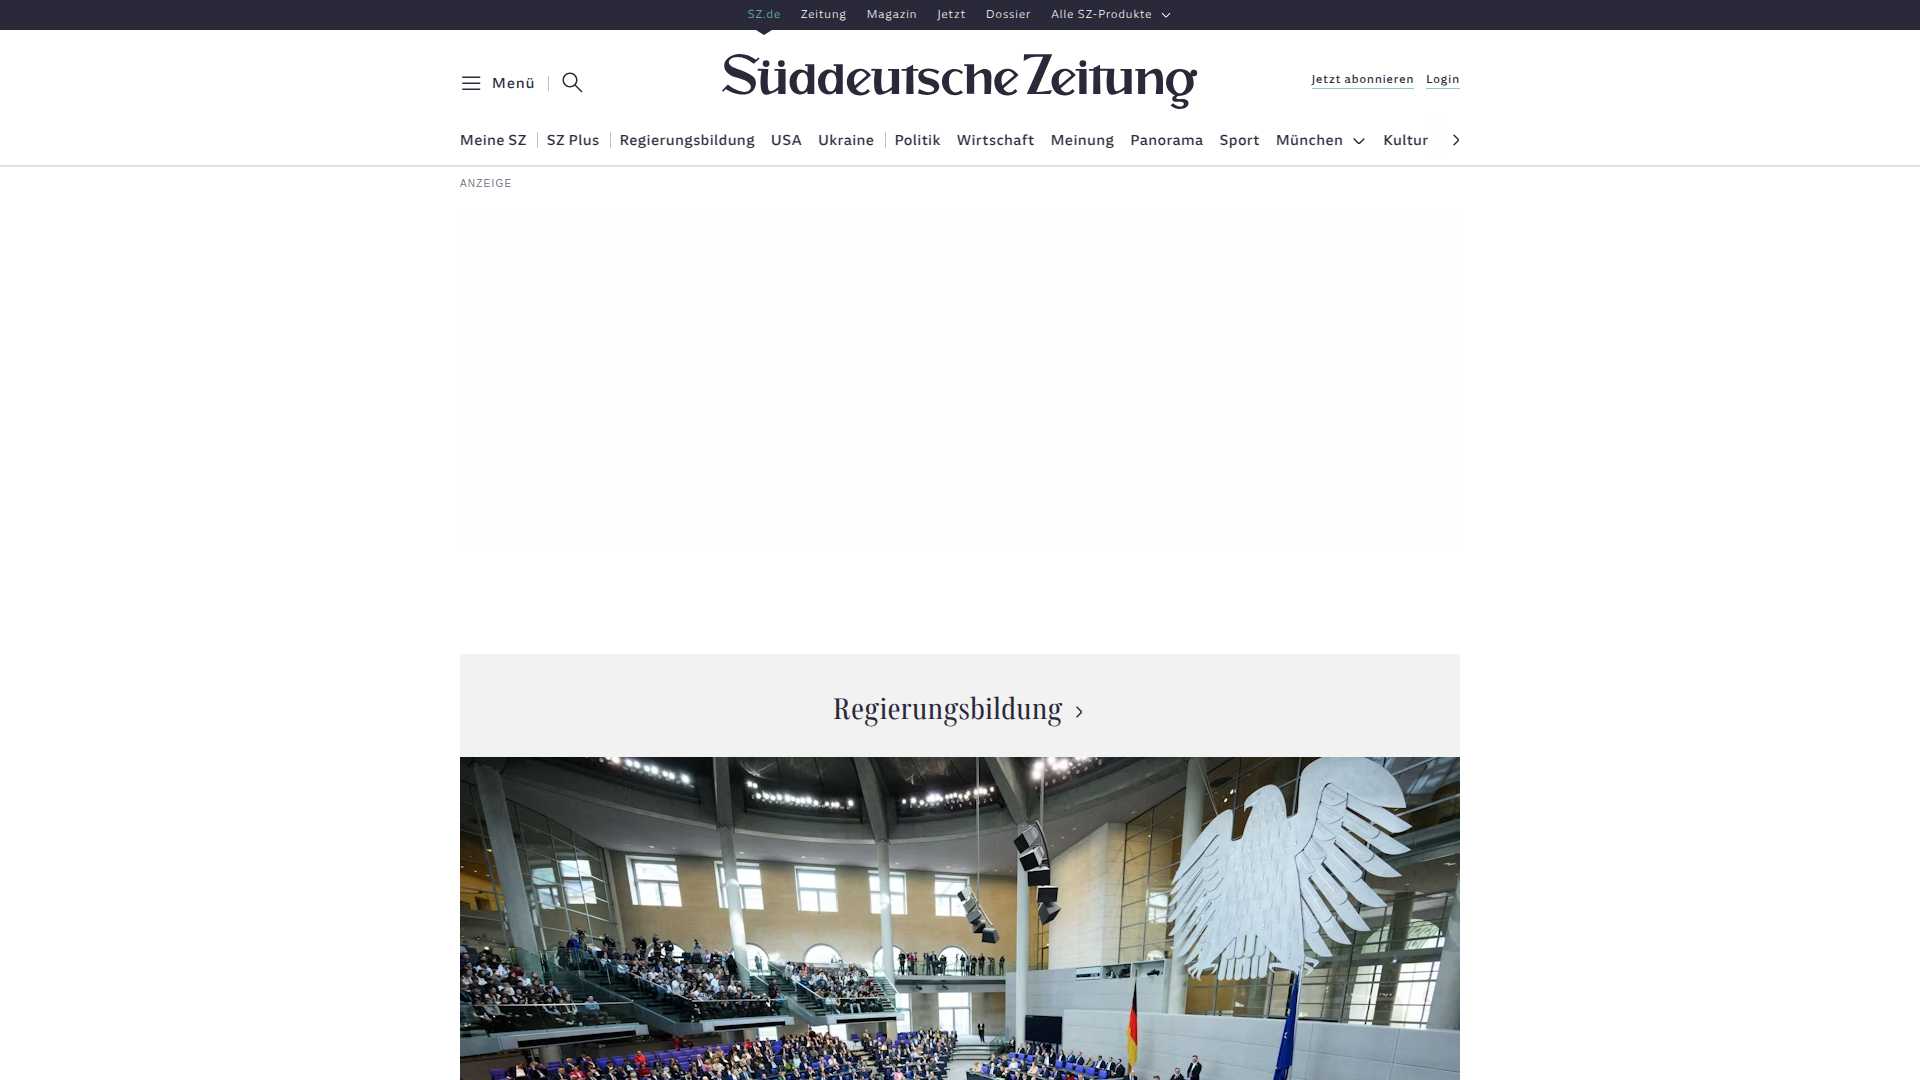 SZ.de Zeitung Magazin Jetzt Dossier Alle SZ-Produkte
Menü
Süddeutsche Zeitung
Jetzt abonnieren Login
Meine SZ SZ Plus Regierungsbildung USA Ukraine Politik Wirtschaft Meinung Panorama Sport München Kultur
ANZEIGE
Regierungsbildung